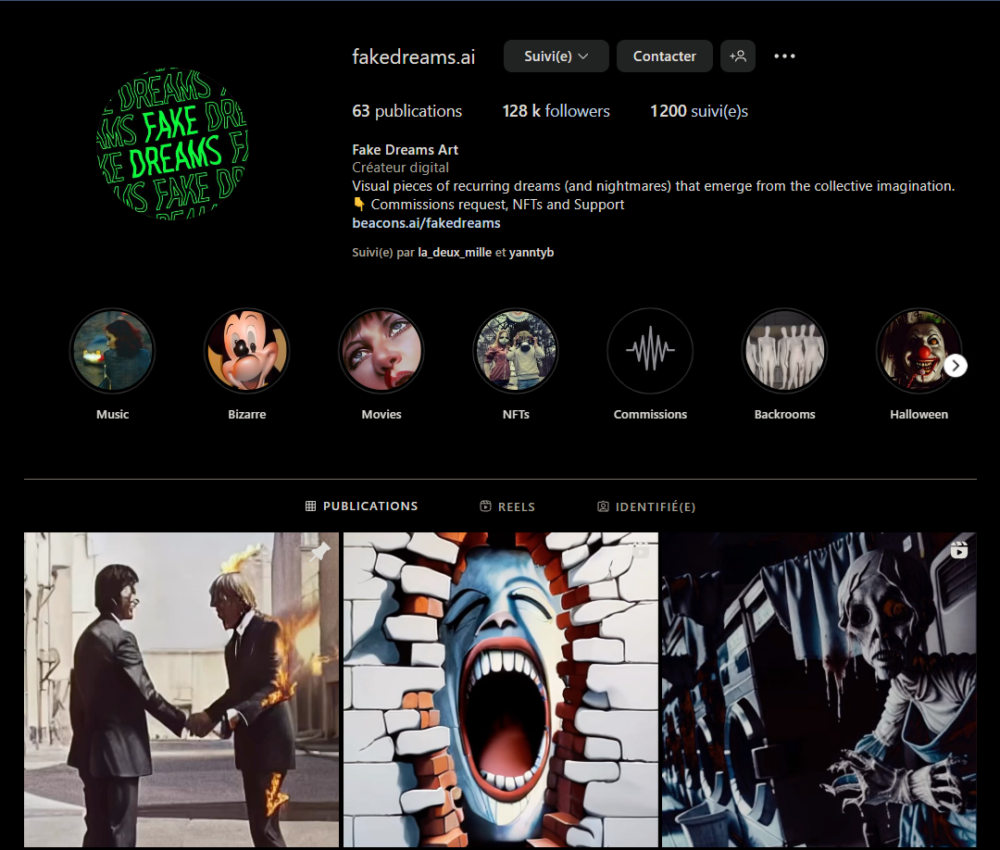 fakedreams.ai
Suivi(e)
Contacter
63 publications
128 k followers
1200 suivi(e)s
DREAMS
FAKE
DREAMS
FAKE
Fake Dreams Art
Créateur digital
Visual pieces of recurring dreams (and nightmares) that emerge from the collective imagination.
👇 Commissions request, NFTs and Support
beacons.ai/fakedreams
Suivi(e) par la_deux_mille et yanntyb
Music
Bizarre
Movies
NFTs
Commissions
Backrooms
Halloween
PUBLICATIONS
REELS
IDENTIFIÉ(E)